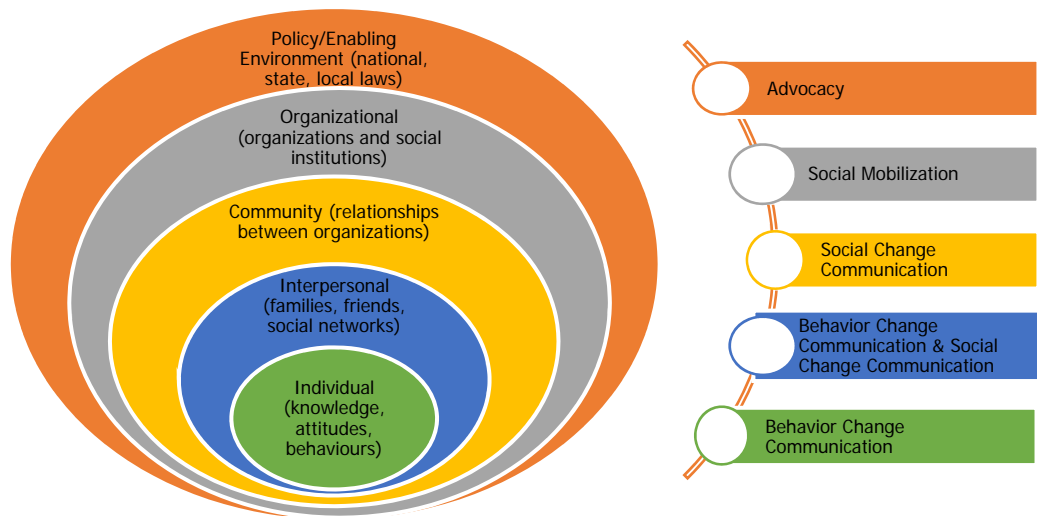 Policy/Enabling
Environment (national,
state, local laws)
Organizational
(organizations and social
institutions)
Community (relationships
between organizations)
Interpersonal
(families, friends,
social networks)
Individual
(knowledge,
attitudes,
behaviours)
Advocacy
Social Mobilization
Social Change
Communication
Behavior Change
Communication & Social
Change Communication
Behavior Change
Communication